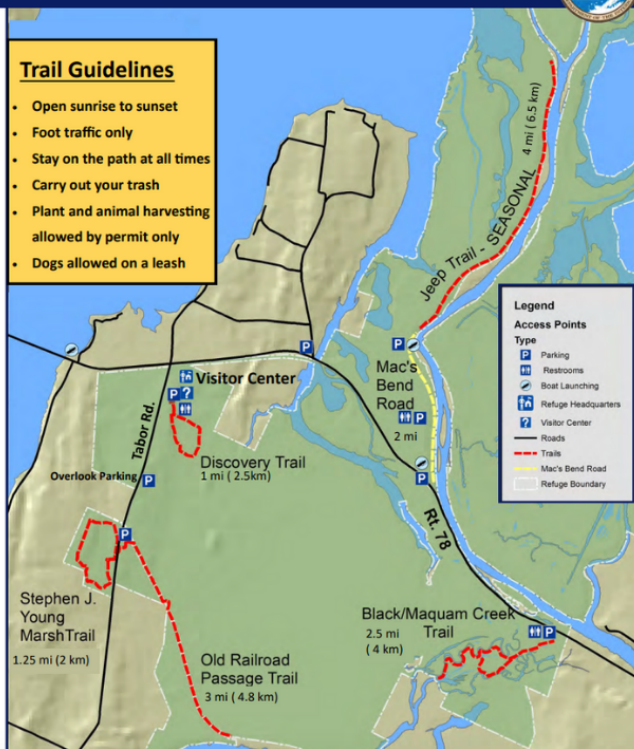 Trail Guidelines
• Open sunrise to sunset
• Foot traffic only
• Stay on the path at all times
• Carry out your trash
• Plant and animal harvesting
allowed by permit only
• Dogs allowed on a leash
4 mi ( 6.5 km)
Jeep Trail - SEASONAL
Legend
Access Points
Type
P Parking
Restrooms
Boat Launching
Refuge Headquarters
? Visitor Center
Roads
Trails
Mac's Bend Road
Refuge Boundary
P
P
Mac's
Bend
Road
P
2 mi
P
Rt. 78
Visitor Center
P ?
Tabor Rd.
Discovery Trail
1 mi ( 2.5km)
Overlook Parking
P
P
Stephen J.
Young
MarshTrail
1.25 mi (2 km)
Old Railroad
Passage Trail
3 mi ( 4.8 km)
Black/Maquam Creek
Trail
2.5 mi
( 4 km)
P